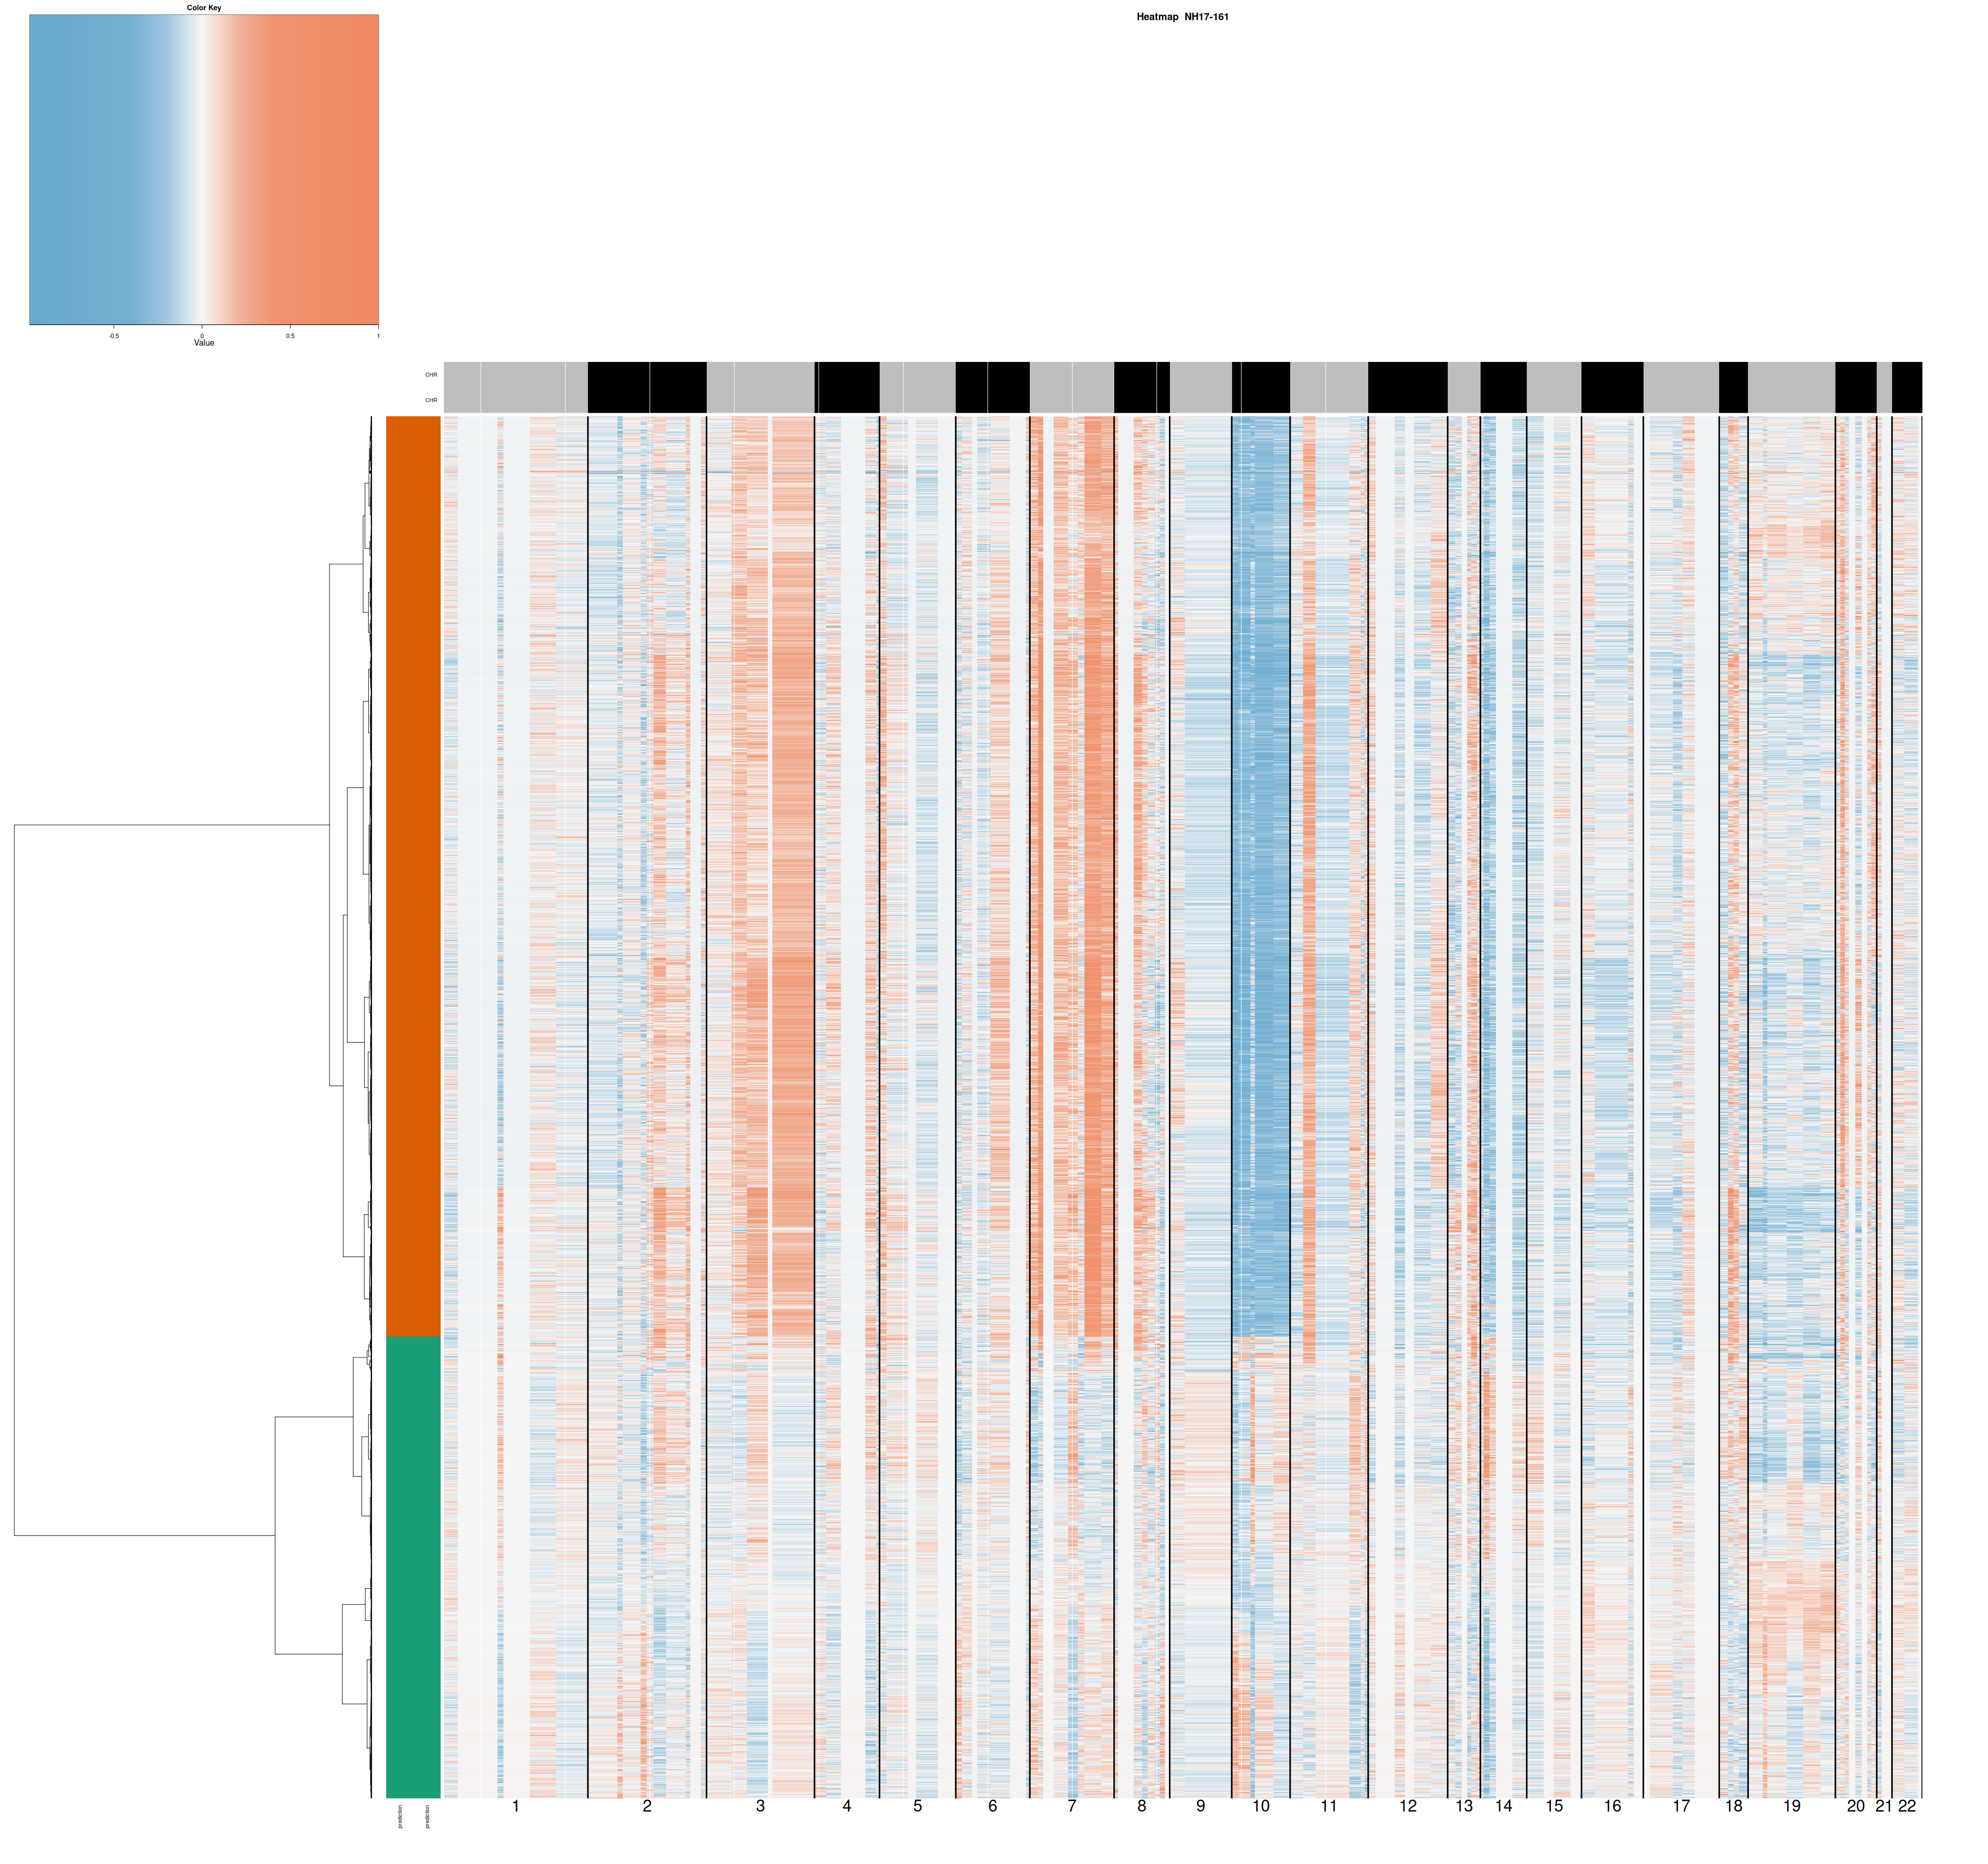 Color Key
Heatmap NH17-161
-0.5 0 0.5 1
Value
CHR
CHR
prediction prediction
1 2 3 4 5 6 7 8 9 10 11 12 13 14 15 16 17 18 19 20 21 22